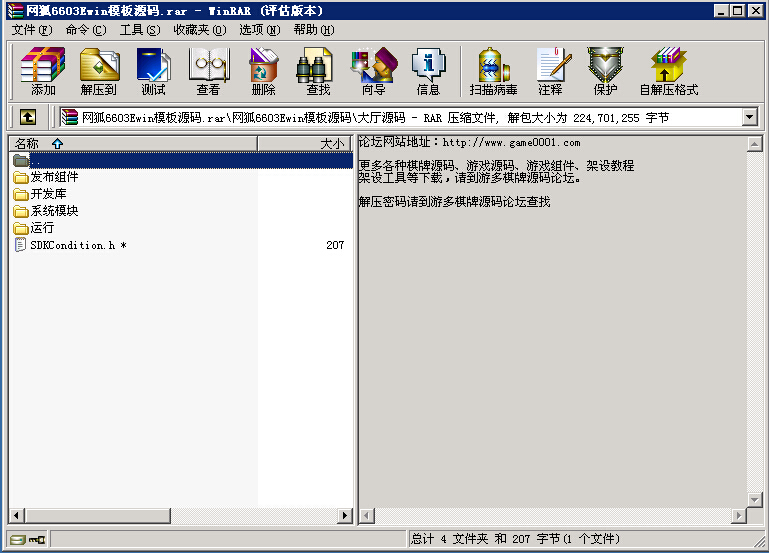 网狐6603Ewin模板源码.rar - WinRAR (评估版本)
文件(F) 命令(C) 工具(S) 收藏夹(O) 选项(N) 帮助(H)
添加 解压到 测试 查看 删除 查找 向导 信息 扫描病毒 注释 保护 自解压格式
网狐6603Ewin模板源码.rar\网狐6603Ewin模板源码\大厅源码 - RAR 压缩文件, 解包大小为 224,701,255 字节
名称 大小
..
发布组件
开发库
系统模块
运行
SDKCondition.h * 207
论坛网站地址：http://www.game0001.com
更多各种棋牌源码、游戏源码、游戏组件、架设教程
架设工具等下载，请到游多棋牌源码论坛。
解压密码请到游多棋牌源码论坛查找
总计 4 文件夹 和 207 字节(1 个文件)